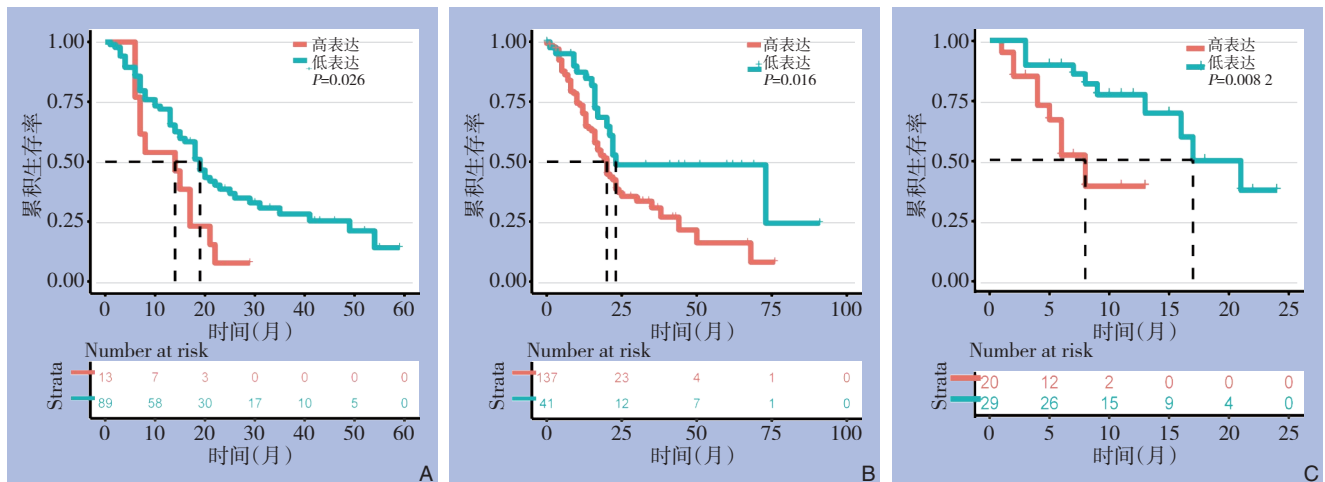 1.00
0.75
0.50
0.25
0.00
累积生存率
高表达
低表达
P=0.026
0 10 20 30 40 50 60
时间(月)
Number at risk
Strata
13 7 3 0 0 0 0
89 58 30 17 10 5 0
0 10 20 30 40 50 60
时间(月)
A
1.00
0.75
0.50
0.25
0.00
累积生存率
高表达
低表达
P=0.016
0 25 50 75 100
时间(月)
Number at risk
Strata
137 23 4 1 0
41 12 7 1 0
0 25 50 75 100
时间(月)
B
1.00
0.75
0.50
0.25
0.00
累积生存率
高表达
低表达
P=0.008 2
0 5 10 15 20 25
时间(月)
Number at risk
Strata
20 12 2 0 0 0
29 26 15 9 4 0
0 5 10 15 20 25
时间(月)
C